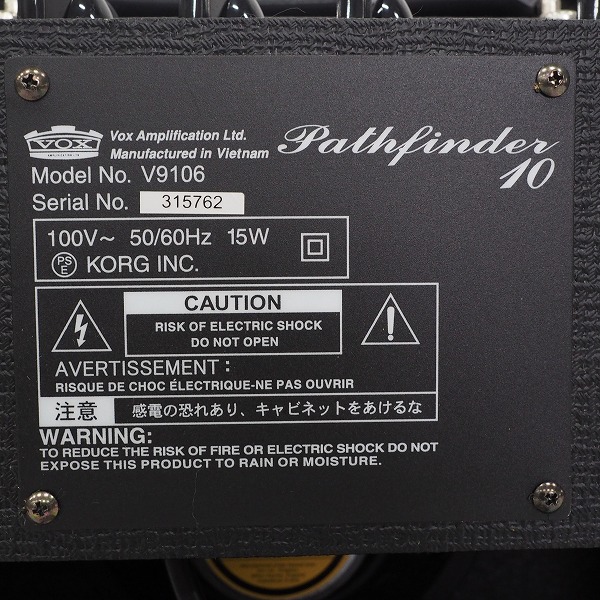 VOX
Vox Amplification Ltd.
Manufactured in Vietnam
Pathfinder
10
Model No. V9106
Serial No. 315762
100V~ 50/60Hz 15W
PS
E
KORG INC.
CAUTION
RISK OF ELECTRIC SHOCK
DO NOT OPEN
AVERTISSEMENT :
RISQUE DE CHOC ÉLECTRIQUE-NE PAS OUVRIR
注意 感電の恐れあり、キャビネットをあけるな
WARNING:
TO REDUCE THE RISK OF FIRE OR ELECTRIC SHOCK DO NOT
EXPOSE THIS PRODUCT TO RAIN OR MOISTURE.